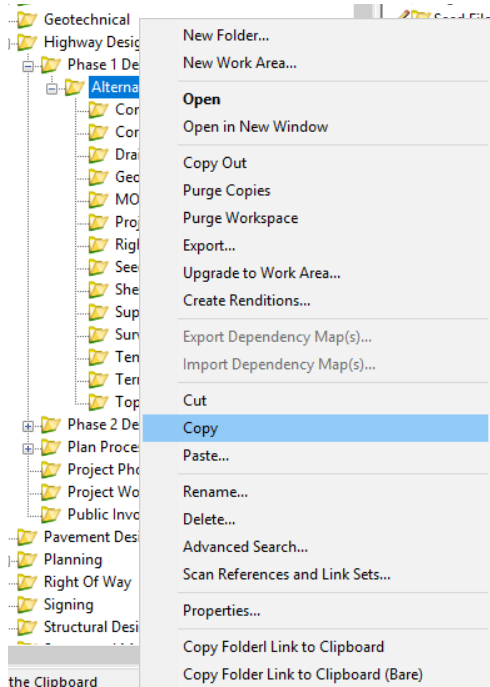 Geotechnical
Highway Desig
Phase 1 De
Alterna
Cor
Cor
Drai
Geo
MO
Proj
Righ
See
She
Sup
Surv
Tem
Terr
Top
Phase 2 De
Plan Proce
Project Pho
Project Wo
Public Invo
Pavement Desi
Planning
Right Of Way
Signing
Structural Desi
the Clipboard
New Folder...
New Work Area...
Open
Open in New Window
Copy Out
Purge Copies
Purge Workspace
Export...
Upgrade to Work Area...
Create Renditions...
Export Dependency Map(s)...
Import Dependency Map(s)...
Cut
Copy
Paste...
Rename...
Delete...
Advanced Search...
Scan References and Link Sets...
Properties...
Copy Folderl Link to Clipboard
Copy Folder Link to Clipboard (Bare)
Seed File